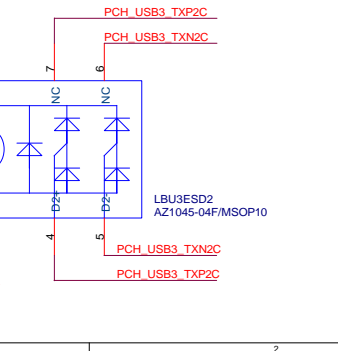 PCH_USB3_TXP2C
PCH_USB3_TXN2C
7
6
NC
NC
D2+
D2-
LBU3ESD2
AZ1045-04F/MSOP10
4
5
PCH_USB3_TXN2C
PCH_USB3_TXP2C
2